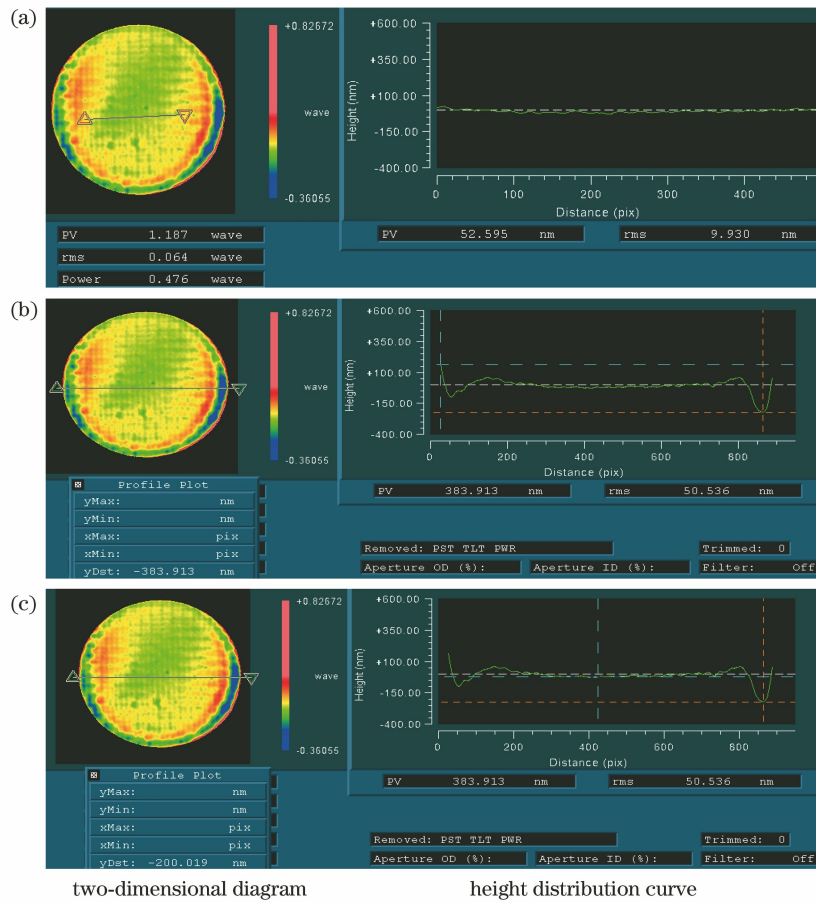 (a)
+0.82672
wave
-0.36055
PV 1.187 wave
rms 0.064 wave
Power 0.476 wave
+600.00
+350.00
+100.00
-150.00
-400.00
Height (nm)
0 100 200 300 400
Distance (pix)
PV 52.595 nm
rms 9.930 nm
(b)
+0.82672
wave
-0.36055
Profile Plot
yMax: nm
yMin: nm
xMax: pix
xMin: pix
yDst: -383.913 nm
+600.00
+350.00
+100.00
-150.00
-400.00
Height (nm)
0 200 400 600 800
Distance (pix)
PV 383.913 nm
rms 50.536 nm
Removed: PST TLT PWR
Trimmed: 0
Aperture OD (%):
Aperture ID (%):
Filter: Off
(c)
+0.82672
wave
-0.36055
Profile Plot
yMax: nm
yMin: nm
xMax: pix
xMin: pix
yDst: -200.019 nm
+600.00
+350.00
+100.00
-150.00
-400.00
Height (nm)
0 200 400 600 800
Distance (pix)
PV 383.913 nm
rms 50.536 nm
Removed: PST TLT PWR
Trimmed: 0
Aperture OD (%):
Aperture ID (%):
Filter: Off
two-dimensional diagram
height distribution curve